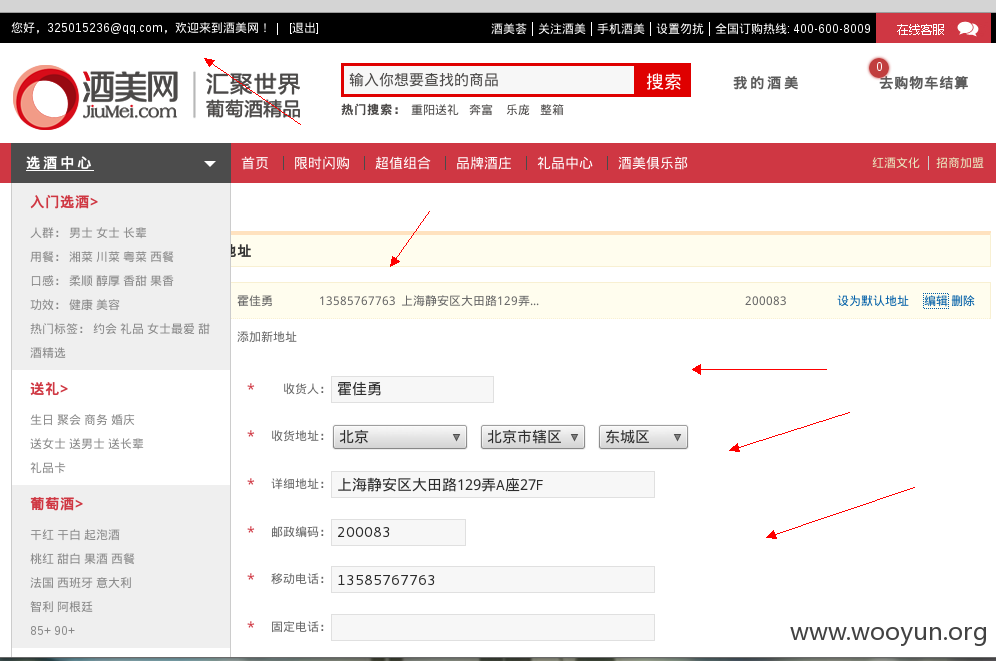 您好，325015236@qq.com，欢迎来到酒美网！ | [退出]
酒美荟 | 关注酒美 | 手机酒美 | 设置勿扰 | 全国订购热线: 400-600-8009
在线客服
酒美网
JiuMei.com
汇聚世界
葡萄酒精品
输入你想要查找的商品
搜索
热门搜索： 重阳送礼 奔富 乐庞 整箱
我的酒美
0
去购物车结算
选酒中心
首页 限时闪购 超值组合 品牌酒庄 礼品中心 酒美俱乐部
红酒文化 | 招商加盟
入门选酒>
人群： 男士 女士 长辈
用餐： 湘菜 川菜 粤菜 西餐
口感： 柔顺 醇厚 香甜 果香
功效： 健康 美容
热门标签： 约会 礼品 女士最爱 甜
酒精选
送礼>
生日 聚会 商务 婚庆
送女士 送男士 送长辈
礼品卡
葡萄酒>
干红 干白 起泡酒
桃红 甜白 果酒 西餐
法国 西班牙 意大利
智利 阿根廷
85+ 90+
地址
霍佳勇 13585767763 上海静安区大田路129弄... 200083 设为默认地址 编辑 删除
添加新地址
* 收货人: 霍佳勇
* 收货地址: 北京 北京市辖区 东城区
* 详细地址: 上海静安区大田路129弄A座27F
* 邮政编码: 200083
* 移动电话: 13585767763
* 固定电话:
www.wooyun.org